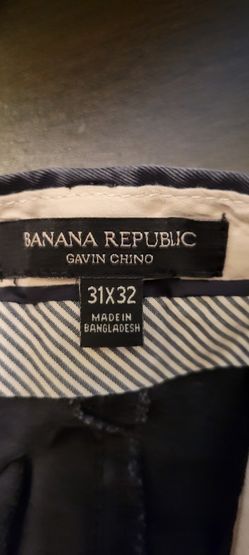 BANANA REPUBLIC
GAVIN CHINO
31X32
MADE IN
BANGLADESH